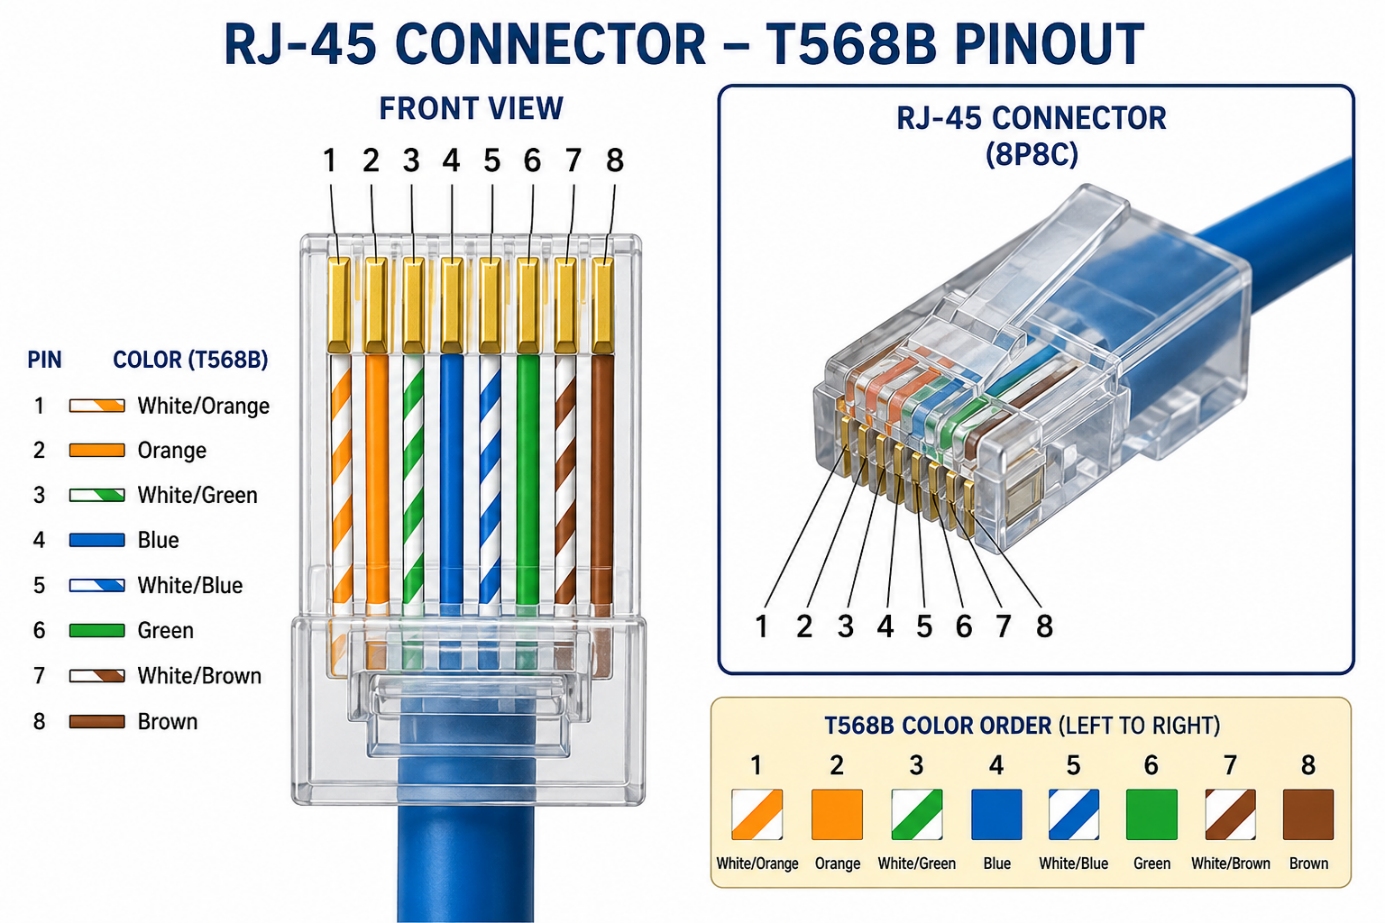 RJ-45 CONNECTOR – T568B PINOUT
FRONT VIEW
1 2 3 4 5 6 7 8
PIN COLOR (T568B)
1 White/Orange
2 Orange
3 White/Green
4 Blue
5 White/Blue
6 Green
7 White/Brown
8 Brown
RJ-45 CONNECTOR
(8P8C)
1 2 3 4 5 6 7 8
T568B COLOR ORDER (LEFT TO RIGHT)
1 2 3 4 5 6 7 8
White/Orange Orange White/Green Blue White/Blue Green White/Brown Brown